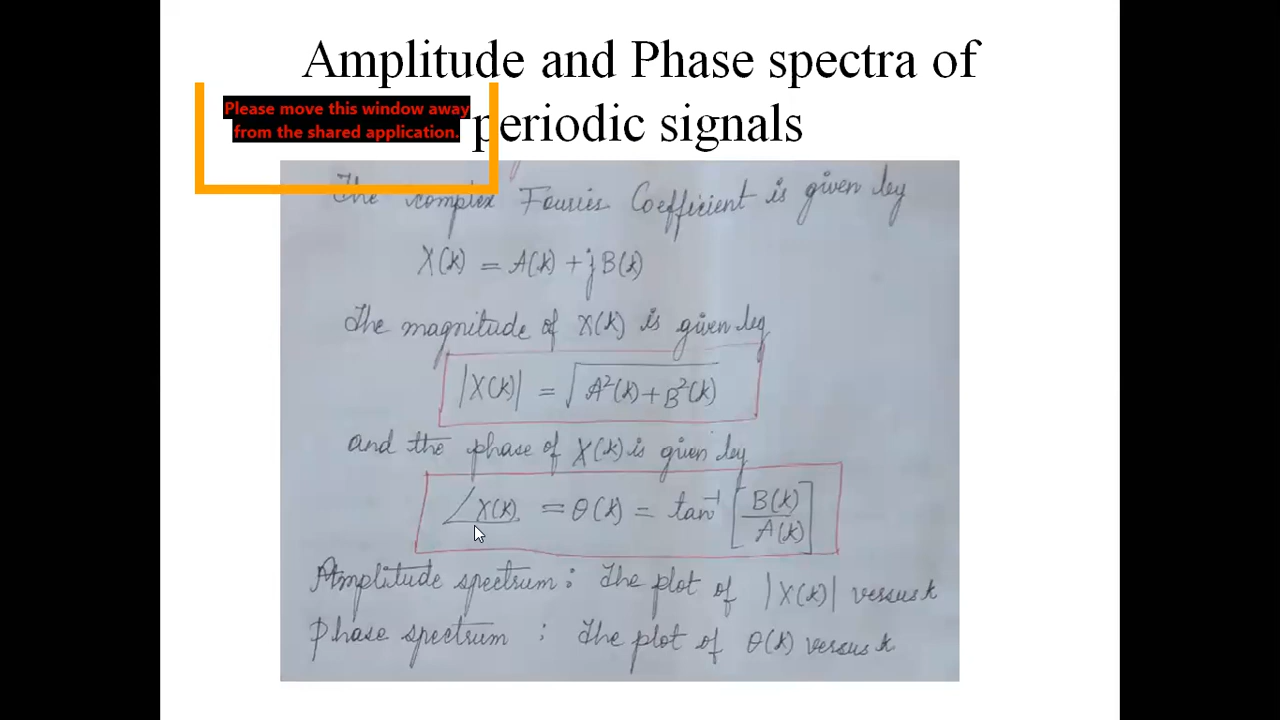 Amplitude and Phase spectra of
periodic signals
Please move this window away
from the shared application.
The complex Fourier Coefficient is given by
X(k) = A(k) + j B(k)
The magnitude of X(k) is given by
|X(k)| = √A²(k) + B²(k)
and the phase of X(k) is given by
∠X(k) = θ(k) = tan⁻¹ [B(k)/A(k)]
Amplitude spectrum : The plot of |X(k)| versus k
Phase spectrum : The plot of θ(k) versus k